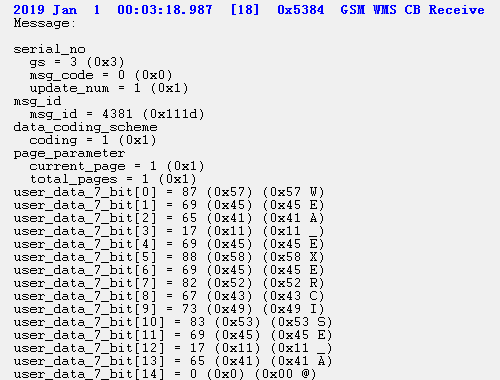 2019 Jan  1  00:03:18.987  [18]  0x5384  GSM WMS CB Receive
Message:

serial_no
  gs = 3 (0x3)
  msg_code = 0 (0x0)
  update_num = 1 (0x1)
msg_id
  msg_id = 4381 (0x111d)
data_coding_scheme
  coding = 1 (0x1)
page_parameter
  current_page = 1 (0x1)
  total_pages = 1 (0x1)
user_data_7_bit[0] = 87 (0x57) (0x57 W)
user_data_7_bit[1] = 69 (0x45) (0x45 E)
user_data_7_bit[2] = 65 (0x41) (0x41 A)
user_data_7_bit[3] = 17 (0x11) (0x11 _)
user_data_7_bit[4] = 69 (0x45) (0x45 E)
user_data_7_bit[5] = 88 (0x58) (0x58 X)
user_data_7_bit[6] = 69 (0x45) (0x45 E)
user_data_7_bit[7] = 82 (0x52) (0x52 R)
user_data_7_bit[8] = 67 (0x43) (0x43 C)
user_data_7_bit[9] = 73 (0x49) (0x49 I)
user_data_7_bit[10] = 83 (0x53) (0x53 S)
user_data_7_bit[11] = 69 (0x45) (0x45 E)
user_data_7_bit[12] = 17 (0x11) (0x11 _)
user_data_7_bit[13] = 65 (0x41) (0x41 A)
user_data_7_bit[14] = 0 (0x0) (0x00 @)